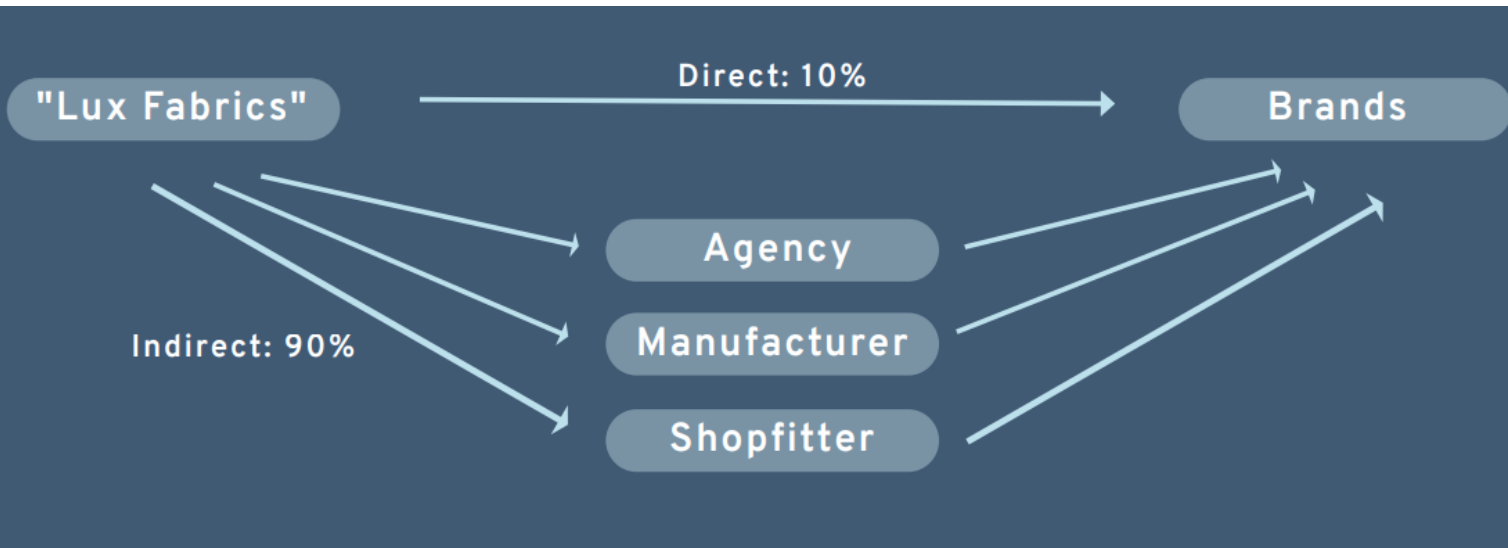 Direct: 10%
"Lux Fabrics"
Brands
Agency
Manufacturer
Indirect: 90%
Shopfitter